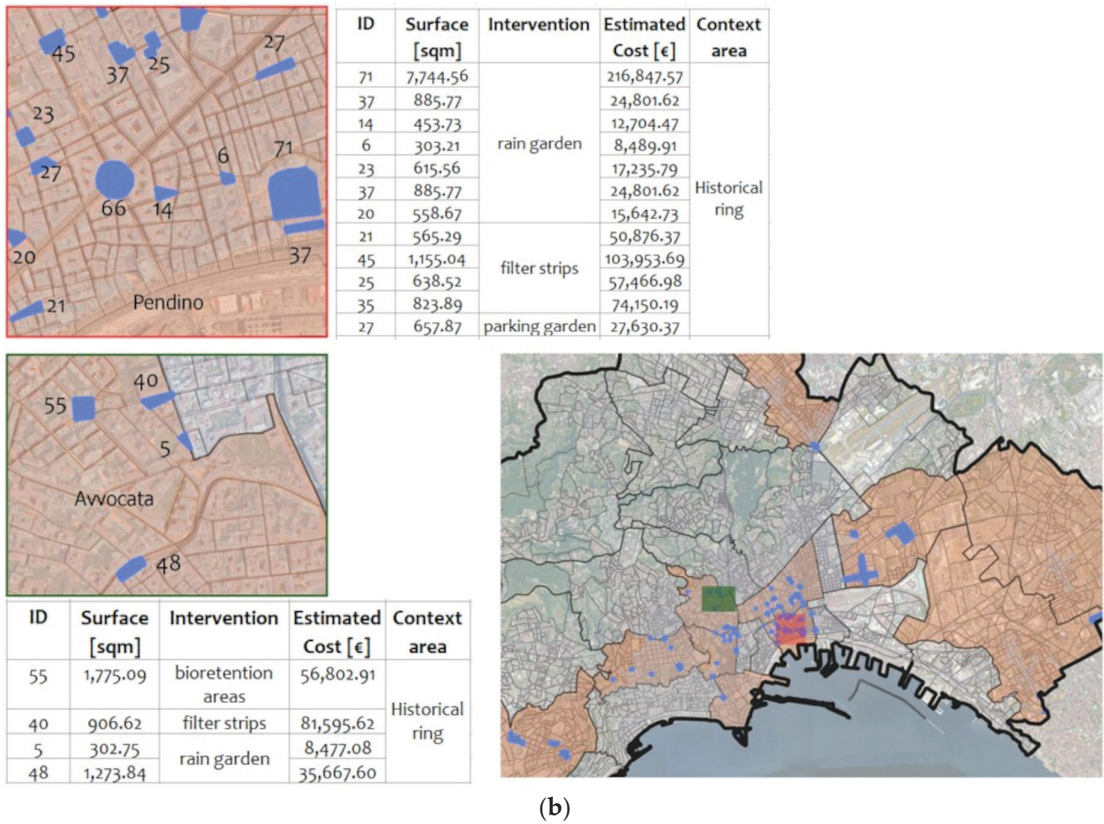 45
37
25
27
23
27
66
14
6
71
37
20
21
Pendino
ID Surface [sqm] Intervention Estimated Cost [€] Context area
71 7,744.56 rain garden 216,847.57 Historical ring
37 885.77 24,801.62
14 453.73 12,704.47
6 303.21 8,489.91
23 615.56 17,235.79
37 885.77 24,801.62
20 558.67 15,642.73
21 565.29 filter strips 50,876.37
45 1,155.04 103,953.69
25 638.52 57,466.98
35 823.89 74,150.19
27 657.87 parking garden 27,630.37
40
55
5
Avvocata
48
ID Surface [sqm] Intervention Estimated Cost [€] Context area
55 1,775.09 bioretention areas 56,802.91 Historical ring
40 906.62 filter strips 81,595.62
5 302.75 rain garden 8,477.08
48 1,273.84 35,667.60
(b)